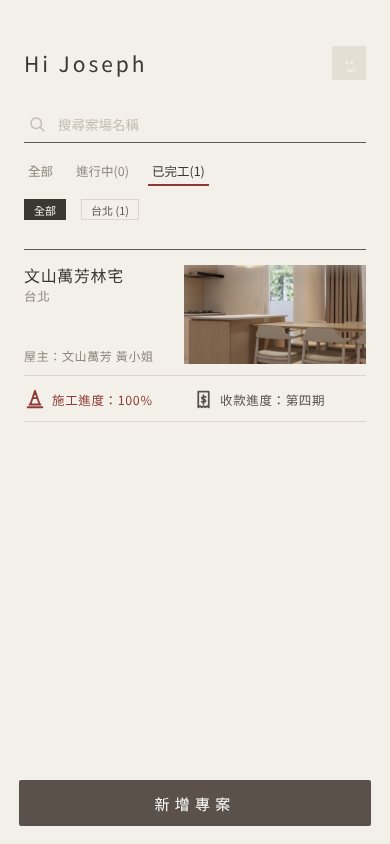 Hi Joseph
搜尋案場名稱
全部 進行中(0) 已完工(1)
全部 台北 (1)
文山萬芳林宅
台北
屋主：文山萬芳 黃小姐
施工進度：100% 收款進度：第四期
新增專案